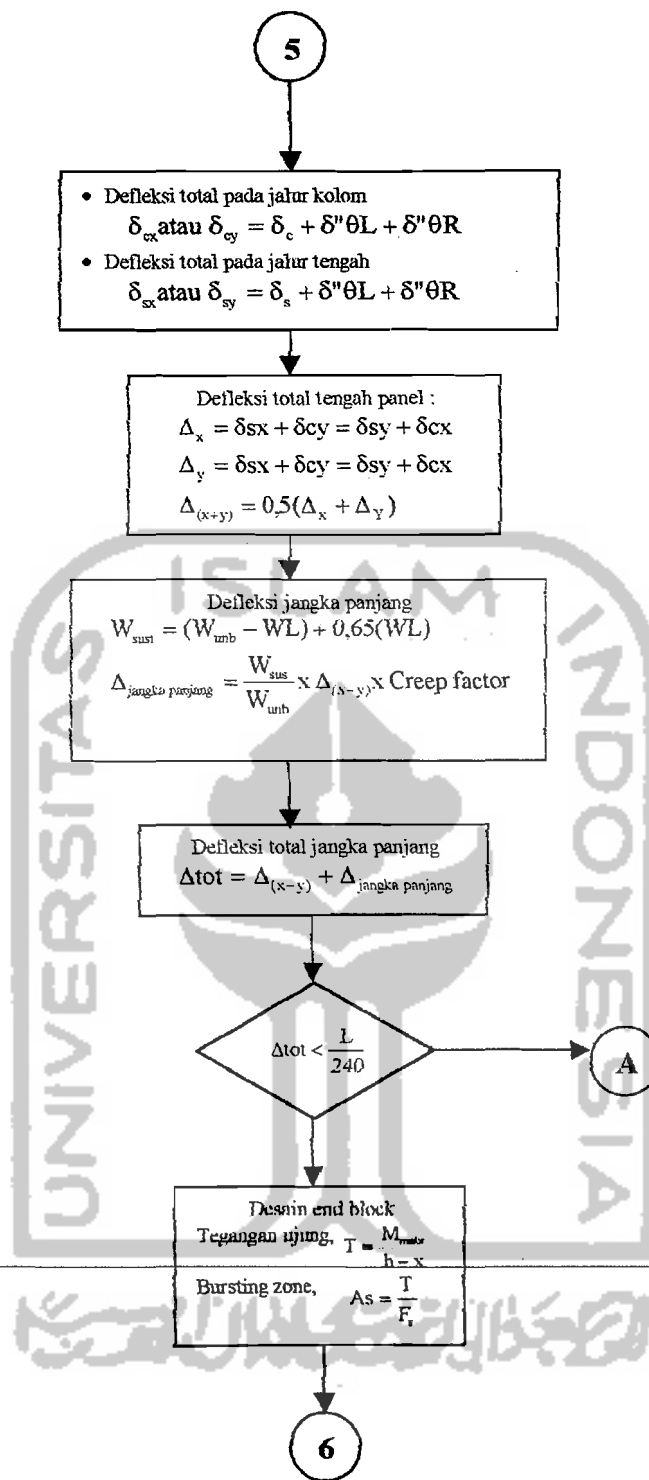 5
• Defleksi total pada jalur kolom
δcx atau δcy = δc + δ"θL + δ"θR
• Defleksi total pada jalur tengah
δsx atau δsy = δs + δ"θL + δ"θR
Defleksi total tengah panel :
Δx = δsx + δcy = δsy + δcx
Δy = δsx + δcy = δsy + δcx
Δ(x+y) = 0,5(Δx + ΔY)
Defleksi jangka panjang
Wsust = (Wunb − WL) + 0,65(WL)
Δjangka panjang = Wsus/Wunb x Δ(x−y) x Creep factor
Defleksi total jangka panjang
Δtot = Δ(x−y) + Δjangka panjang
Δtot < L/240
A
Desain end block
Tegangan ujung, T = Mmaks/h − x
Bursting zone, As = T/Fs
6
UNIVERSITAS
ISLAM
INDONESIA